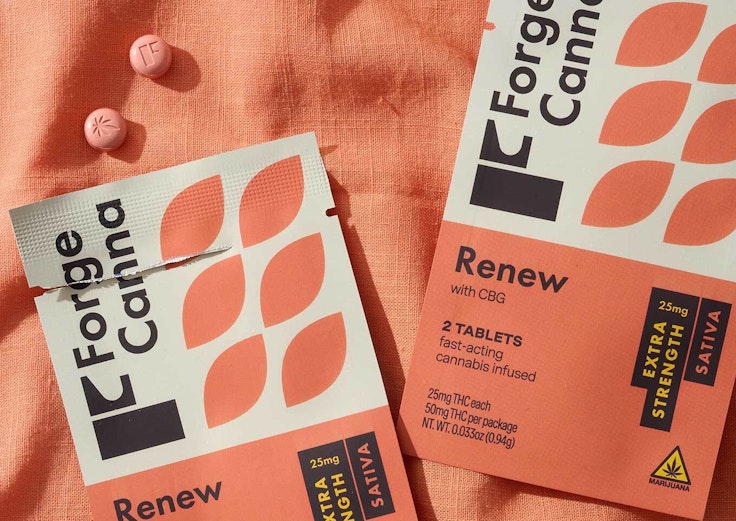 Forge
Canna
Renew
25mg
EXTRA
STRENGTH
SATIVA
Forge
Canna
Renew
with CBG
2 TABLETS
fast-acting
cannabis infused
25mg THC each
50mg THC per package
NT. WT. 0.033oz (0.94g)
25mg
EXTRA
STRENGTH
SATIVA
MARIJUANA